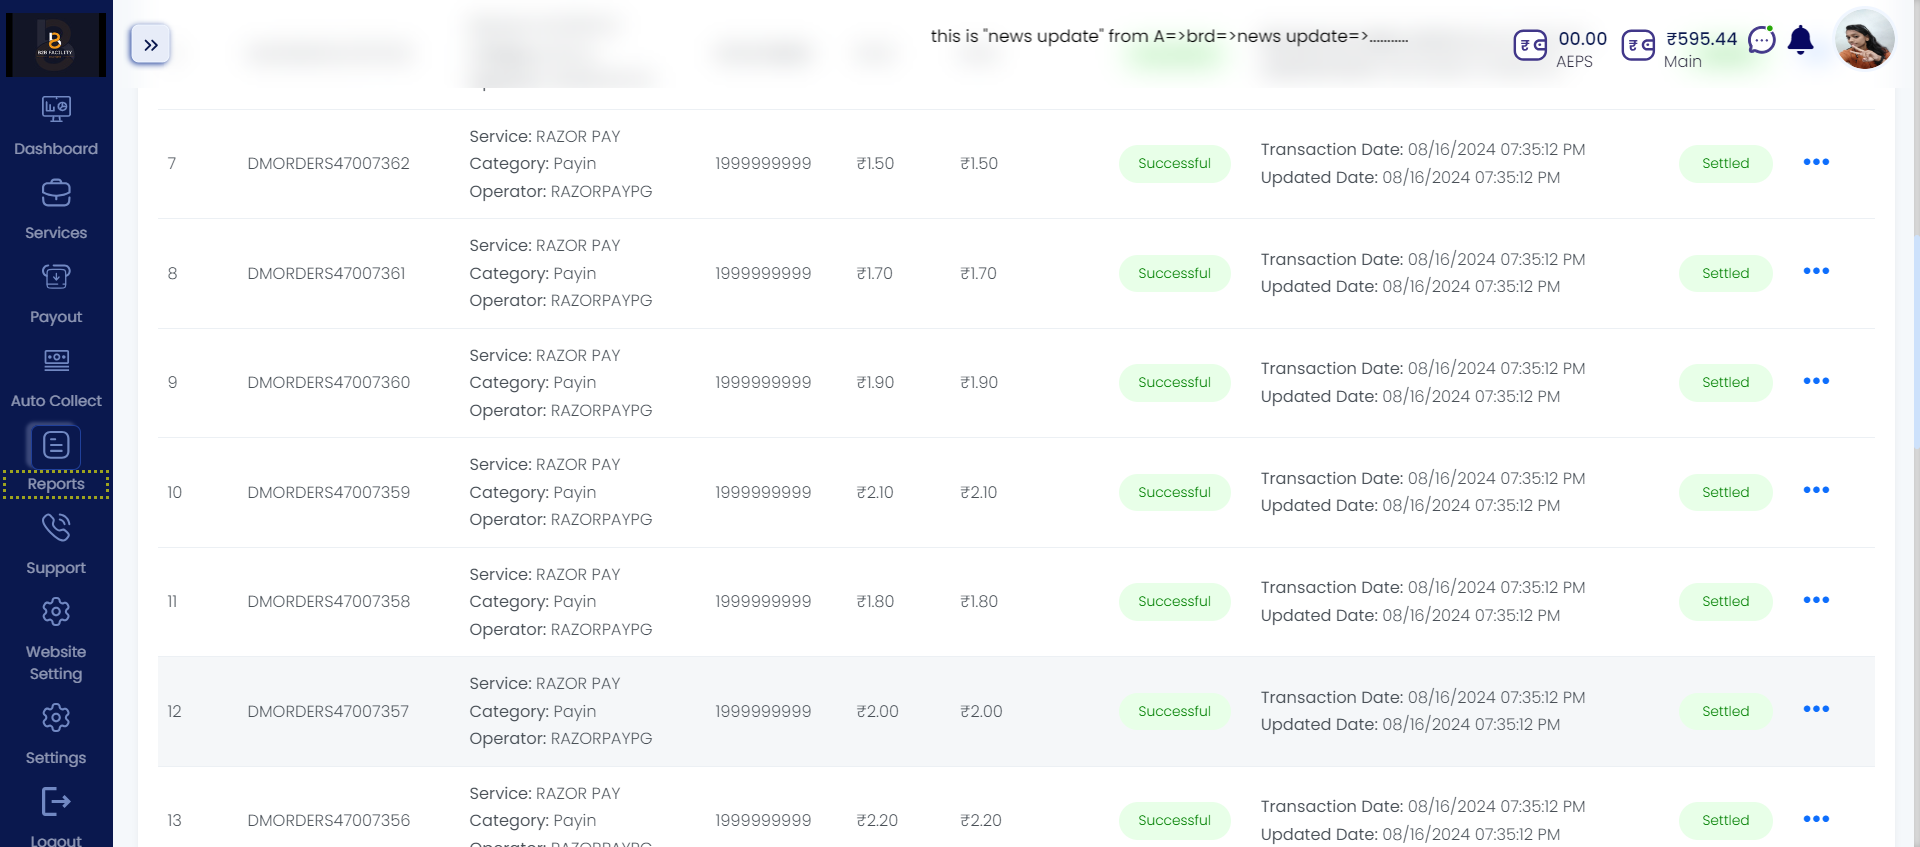 B2B FACILITY
this is "news update" from A=>brd=>news update=>...........
00.00
AEPS
₹595.44
Main
Dashboard
Services
Payout
Auto Collect
Reports
Support
Website
Setting
Settings
Logout
7 DMORDERS47007362 Service: RAZOR PAY
Category: Payin
Operator: RAZORPAYPG
1999999999 ₹1.50 ₹1.50 Successful Transaction Date: 08/16/2024 07:35:12 PM
Updated Date: 08/16/2024 07:35:12 PM
Settled
8 DMORDERS47007361 Service: RAZOR PAY
Category: Payin
Operator: RAZORPAYPG
1999999999 ₹1.70 ₹1.70 Successful Transaction Date: 08/16/2024 07:35:12 PM
Updated Date: 08/16/2024 07:35:12 PM
Settled
9 DMORDERS47007360 Service: RAZOR PAY
Category: Payin
Operator: RAZORPAYPG
1999999999 ₹1.90 ₹1.90 Successful Transaction Date: 08/16/2024 07:35:12 PM
Updated Date: 08/16/2024 07:35:12 PM
Settled
10 DMORDERS47007359 Service: RAZOR PAY
Category: Payin
Operator: RAZORPAYPG
1999999999 ₹2.10 ₹2.10 Successful Transaction Date: 08/16/2024 07:35:12 PM
Updated Date: 08/16/2024 07:35:12 PM
Settled
11 DMORDERS47007358 Service: RAZOR PAY
Category: Payin
Operator: RAZORPAYPG
1999999999 ₹1.80 ₹1.80 Successful Transaction Date: 08/16/2024 07:35:12 PM
Updated Date: 08/16/2024 07:35:12 PM
Settled
12 DMORDERS47007357 Service: RAZOR PAY
Category: Payin
Operator: RAZORPAYPG
1999999999 ₹2.00 ₹2.00 Successful Transaction Date: 08/16/2024 07:35:12 PM
Updated Date: 08/16/2024 07:35:12 PM
Settled
13 DMORDERS47007356 Service: RAZOR PAY
Category: Payin
Operator: RAZORPAYPG
1999999999 ₹2.20 ₹2.20 Successful Transaction Date: 08/16/2024 07:35:12 PM
Updated Date: 08/16/2024 07:35:12 PM
Settled